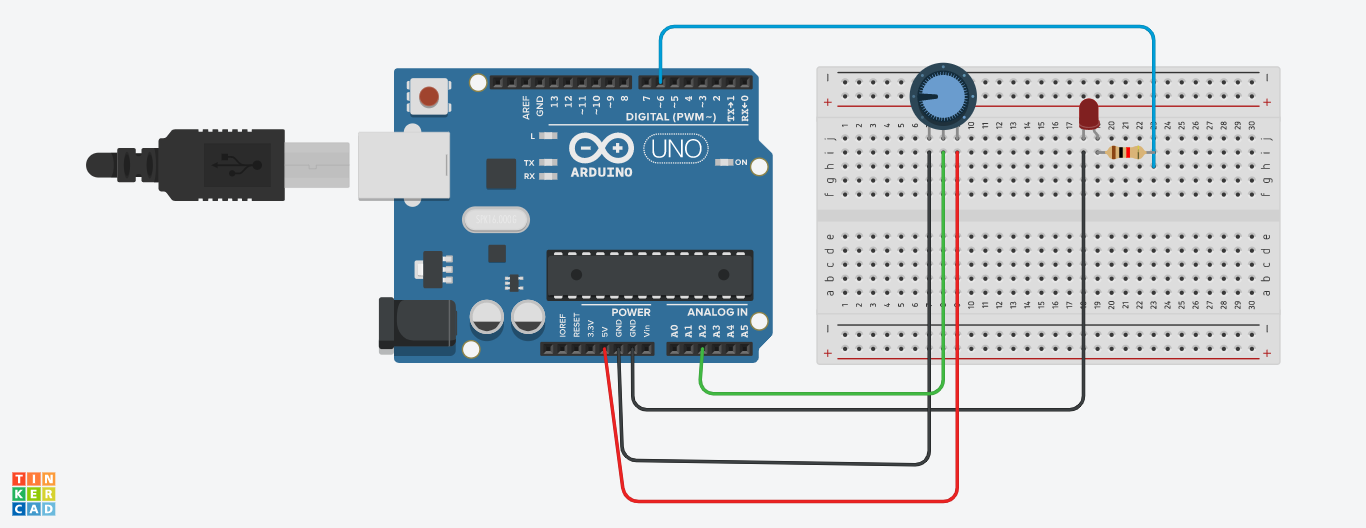 AREF
GND
13
12
~11
~10
~9
8
7
~6
~5
4
~3
2
TX→1
RX←0
DIGITAL (PWM~)
L
TX
RX
ARDUINO
UNO
ON
POWER
ANALOG IN
IOREF
RESET
3.3V
5V
GND
GND
Vin
A0
A1
A2
A3
A4
A5
- -
+ +
1 2 3 4 5 6 10 11 12 13 14 15 16 17 20 21 22 23 24 25 26 27 28 29 30
j j
i i
h h
g g
f f
e e
d d
c c
b b
a a
1 2 3 4 5 6 7 8 9 10 11 12 13 14 15 16 17 18 19 20 21 22 23 24 25 26 27 28 29 30
- -
+ +
TIN
KER
CAD